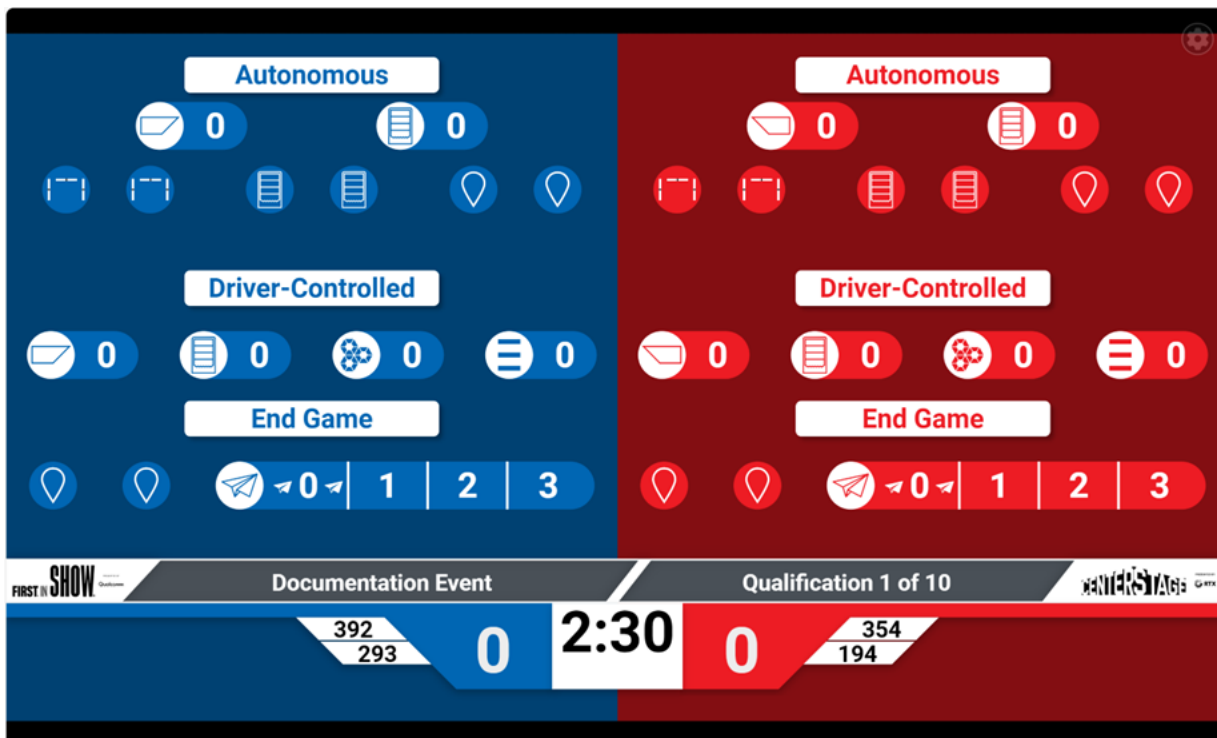 Autonomous
0 0
Driver-Controlled
0 0 0 0
End Game
0 1 2 3
Autonomous
0 0
Driver-Controlled
0 0 0 0
End Game
0 1 2 3
FIRST IN SHOW
Qualcomm
Documentation Event
Qualification 1 of 10
CENTERSTAGE
RTX
392
293
0
2:30
0
354
194